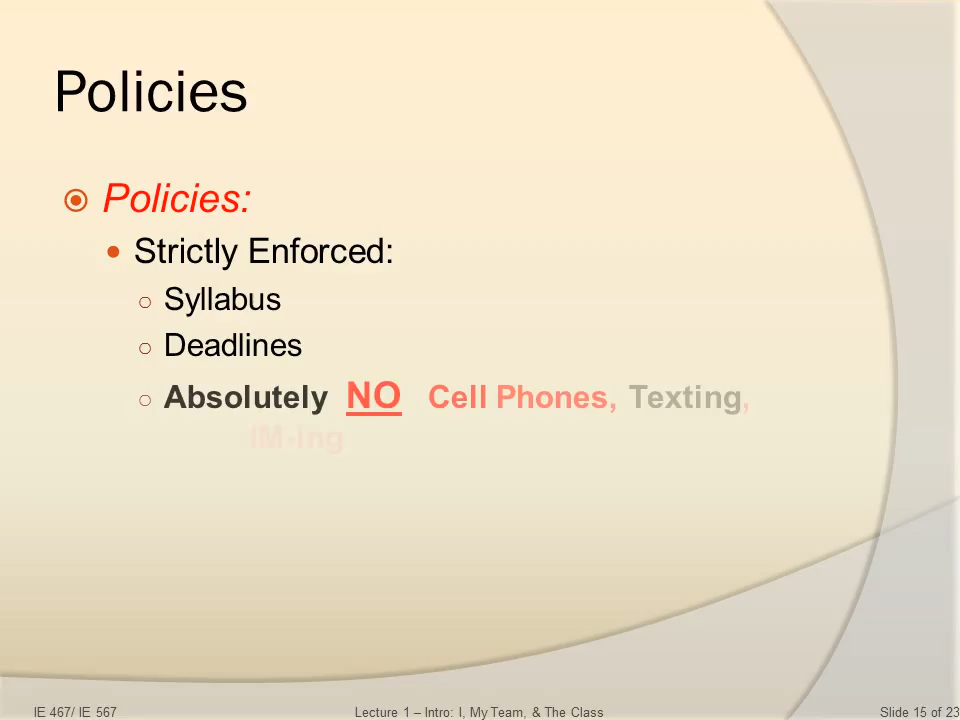 Policies
Policies:
Strictly Enforced:
Syllabus
Deadlines
Absolutely NO Cell Phones, Texting,
IM-ing
IE 467/ IE 567 Lecture 1 – Intro: I, My Team, & The Class Slide 15 of 23